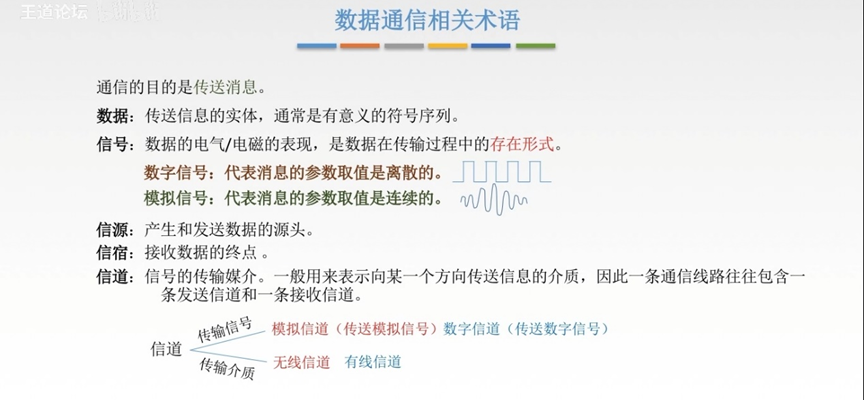 王道论坛
数据通信相关术语
通信的目的是传送消息。
数据：传送信息的实体，通常是有意义的符号序列。
信号：数据的电气/电磁的表现，是数据在传输过程中的存在形式。
数字信号：代表消息的参数取值是离散的。
模拟信号：代表消息的参数取值是连续的。
信源：产生和发送数据的源头。
信宿：接收数据的终点 。
信道：信号的传输媒介。一般用来表示向某一个方向传送信息的介质，因此一条通信线路往往包含一
条发送信道和一条接收信道。
信道
传输信号
模拟信道（传送模拟信号）数字信道（传送数字信号）
传输介质
无线信道 有线信道